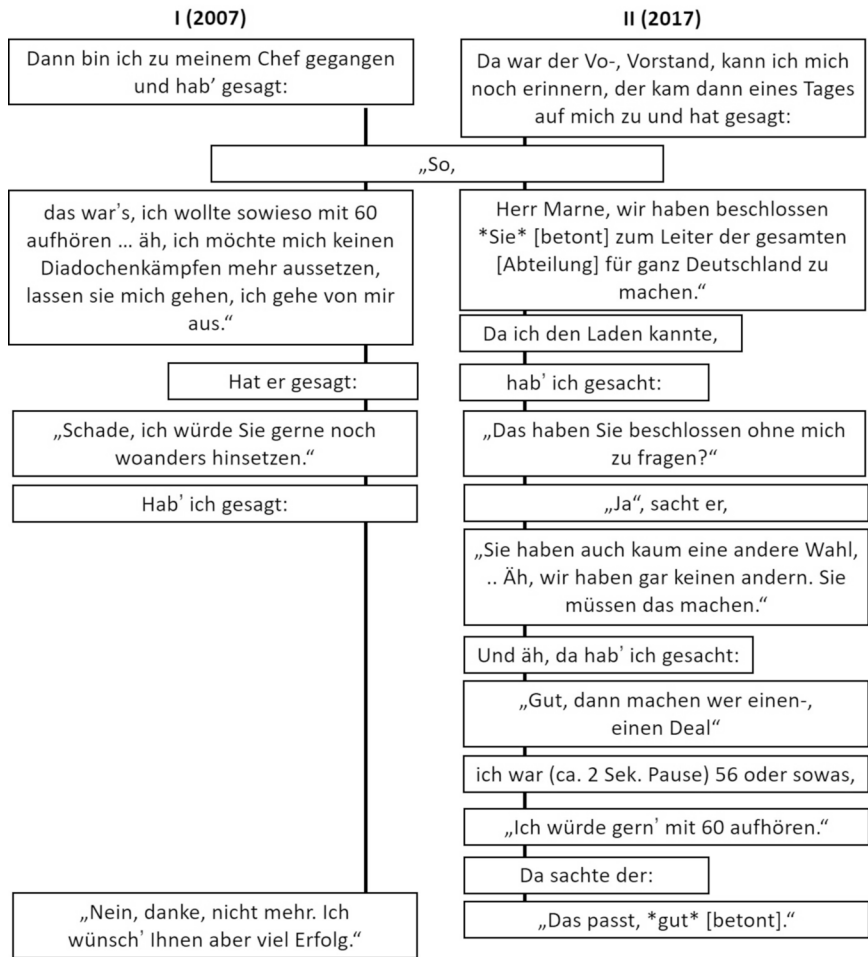 I (2007)
Dann bin ich zu meinem Chef gegangen
und hab’ gesagt:
II (2017)
Da war der Vo-, Vorstand, kann ich mich
noch erinnern, der kam dann eines Tages
auf mich zu und hat gesagt:
„So,
das war’s, ich wollte sowieso mit 60
aufhören … äh, ich möchte mich keinen
Diadochenkämpfen mehr aussetzen,
lassen sie mich gehen, ich gehe von mir
aus.“
Hat er gesagt:
„Schade, ich würde Sie gerne noch
woanders hinsetzen.“
Hab’ ich gesagt:
„Nein, danke, nicht mehr. Ich
wünsch’ Ihnen aber viel Erfolg.“
Herr Marne, wir haben beschlossen
*Sie* [betont] zum Leiter der gesamten
[Abteilung] für ganz Deutschland zu
machen.“
Da ich den Laden kannte,
hab’ ich gesacht:
„Das haben Sie beschlossen ohne mich
zu fragen?“
„Ja“, sacht er,
„Sie haben auch kaum eine andere Wahl,
.. Äh, wir haben gar keinen andern. Sie
müssen das machen.“
Und äh, da hab’ ich gesacht:
„Gut, dann machen wer einen-,
einen Deal“
ich war (ca. 2 Sek. Pause) 56 oder sowas,
„Ich würde gern’ mit 60 aufhören.“
Da sachte der:
„Das passt, *gut* [betont].“